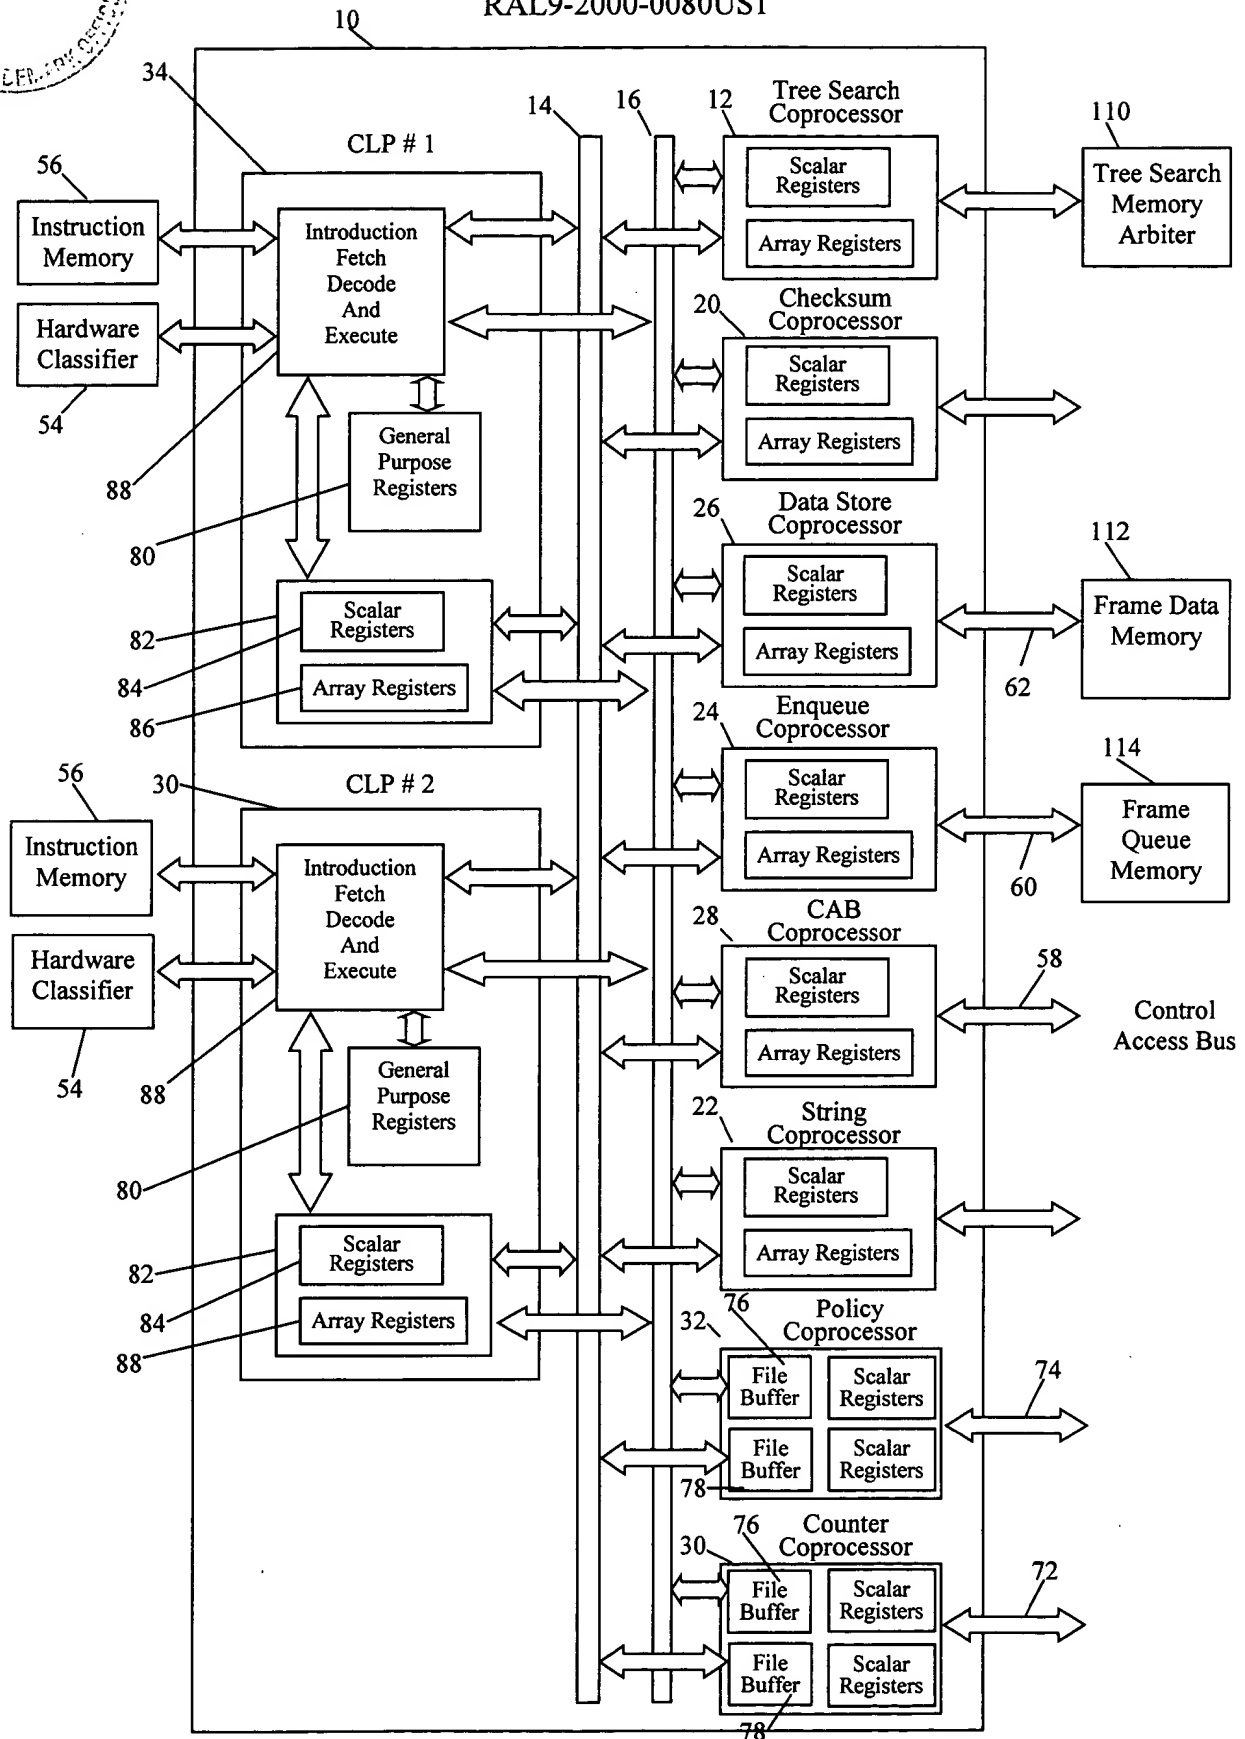 RAL9-2000-0080US1
10
34
CLP # 1
14
16
12
Tree Search
Coprocessor
110
56
Instruction
Memory
Hardware
Classifier
54
Introduction
Fetch
Decode
And
Execute
88
General
Purpose
Registers
80
82
Scalar
Registers
84
Array Registers
86
Scalar
Registers
Array Registers
Tree Search
Memory
Arbiter
20
Checksum
Coprocessor
Scalar
Registers
Array Registers
26
Data Store
Coprocessor
Scalar
Registers
Array Registers
112
Frame Data
Memory
62
24
Enqueue
Coprocessor
Scalar
Registers
Array Registers
114
Frame
Queue
Memory
60
56
30
CLP # 2
Instruction
Memory
Hardware
Classifier
54
Introduction
Fetch
Decode
And
Execute
88
General
Purpose
Registers
80
82
Scalar
Registers
84
Array Registers
88
28
CAB
Coprocessor
Scalar
Registers
Array Registers
58
Control
Access Bus
22
String
Coprocessor
Scalar
Registers
Array Registers
32
76
Policy
Coprocessor
File
Buffer
Scalar
Registers
File
Buffer
78
Scalar
Registers
74
30
76
Counter
Coprocessor
File
Buffer
Scalar
Registers
File
Buffer
78
Scalar
Registers
72